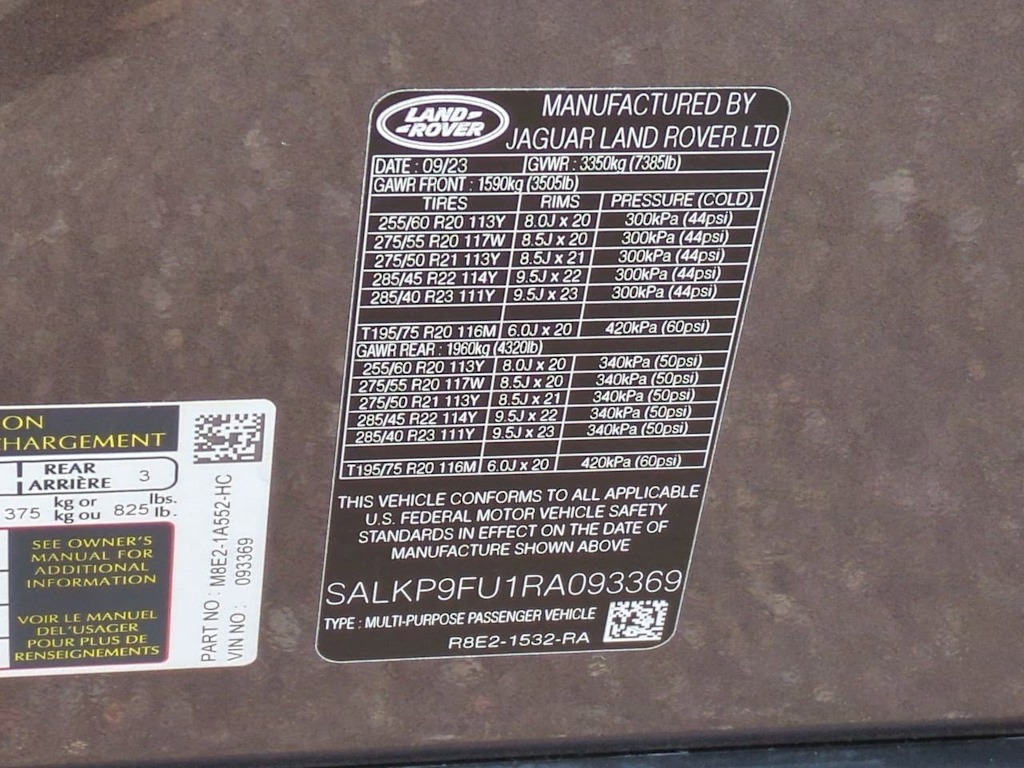 LAND-
-ROVER
MANUFACTURED BY
JAGUAR LAND ROVER LTD
DATE : 09/23 GVWR : 3350kg (7385lb)
GAWR FRONT : 1590kg (3505lb)
TIRES RIMS PRESSURE (COLD)
255/60 R20 113Y 8.0J x 20 300kPa (44psi)
275/55 R20 117W 8.5J x 20 300kPa (44psi)
275/50 R21 113Y 8.5J x 21 300kPa (44psi)
285/45 R22 114Y 9.5J x 22 300kPa (44psi)
285/40 R23 111Y 9.5J x 23 300kPa (44psi)
T195/75 R20 116M 6.0J x 20 420kPa (60psi)
GAWR REAR : 1960kg (4320lb)
255/60 R20 113Y 8.0J x 20 340kPa (50psi)
275/55 R20 117W 8.5J x 20 340kPa (50psi)
275/50 R21 113Y 8.5J x 21 340kPa (50psi)
285/45 R22 114Y 9.5J x 22 340kPa (50psi)
285/40 R23 111Y 9.5J x 23 340kPa (50psi)
T195/75 R20 116M 6.0J x 20 420kPa (60psi)
THIS VEHICLE CONFORMS TO ALL APPLICABLE
U.S. FEDERAL MOTOR VEHICLE SAFETY
STANDARDS IN EFFECT ON THE DATE OF
MANUFACTURE SHOWN ABOVE
SALKP9FU1RA093369
TYPE : MULTI-PURPOSE PASSENGER VEHICLE
R8E2-1532-RA
ON
CHARGEMENT
REAR
ARRIÈRE 3
375 kg or kg ou 825 lbs. lb.
SEE OWNER'S
MANUAL FOR
ADDITIONAL
INFORMATION
VOIR LE MANUEL
DEL'USAGER
POUR PLUS DE
RENSEIGNEMENTS
PART NO : M8E2-1A552-HC
VIN NO : 093369